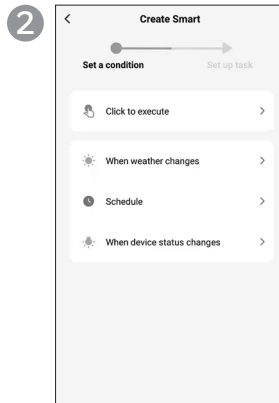 2
Create Smart
Set a condition Set up task
Click to execute
When weather changes
Schedule
When device status changes